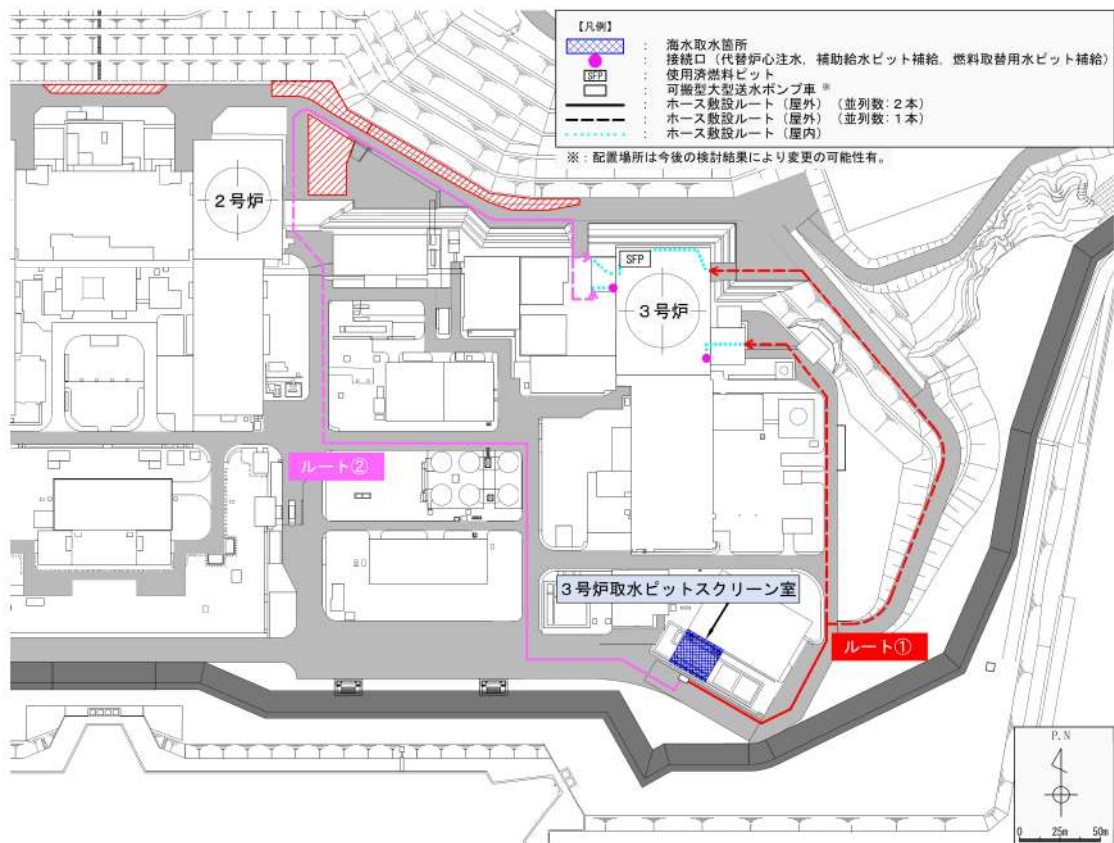 【凡例】
： 海水取水箇所
： 接続口（代替炉心注水，補助給水ピット補給，燃料取替用水ピット補給）
SFP ： 使用済燃料ピット
： 可搬型大型送水ポンプ車 ※
： ホース敷設ルート（屋外）（並列数：２本）
： ホース敷設ルート（屋外）（並列数：１本）
： ホース敷設ルート（屋内）
※：配置場所は今後の検討結果により変更の可能性有。
２号炉
SFP
３号炉
ルート②
３号炉取水ピットスクリーン室
ルート①
P.N
0 25m 50m